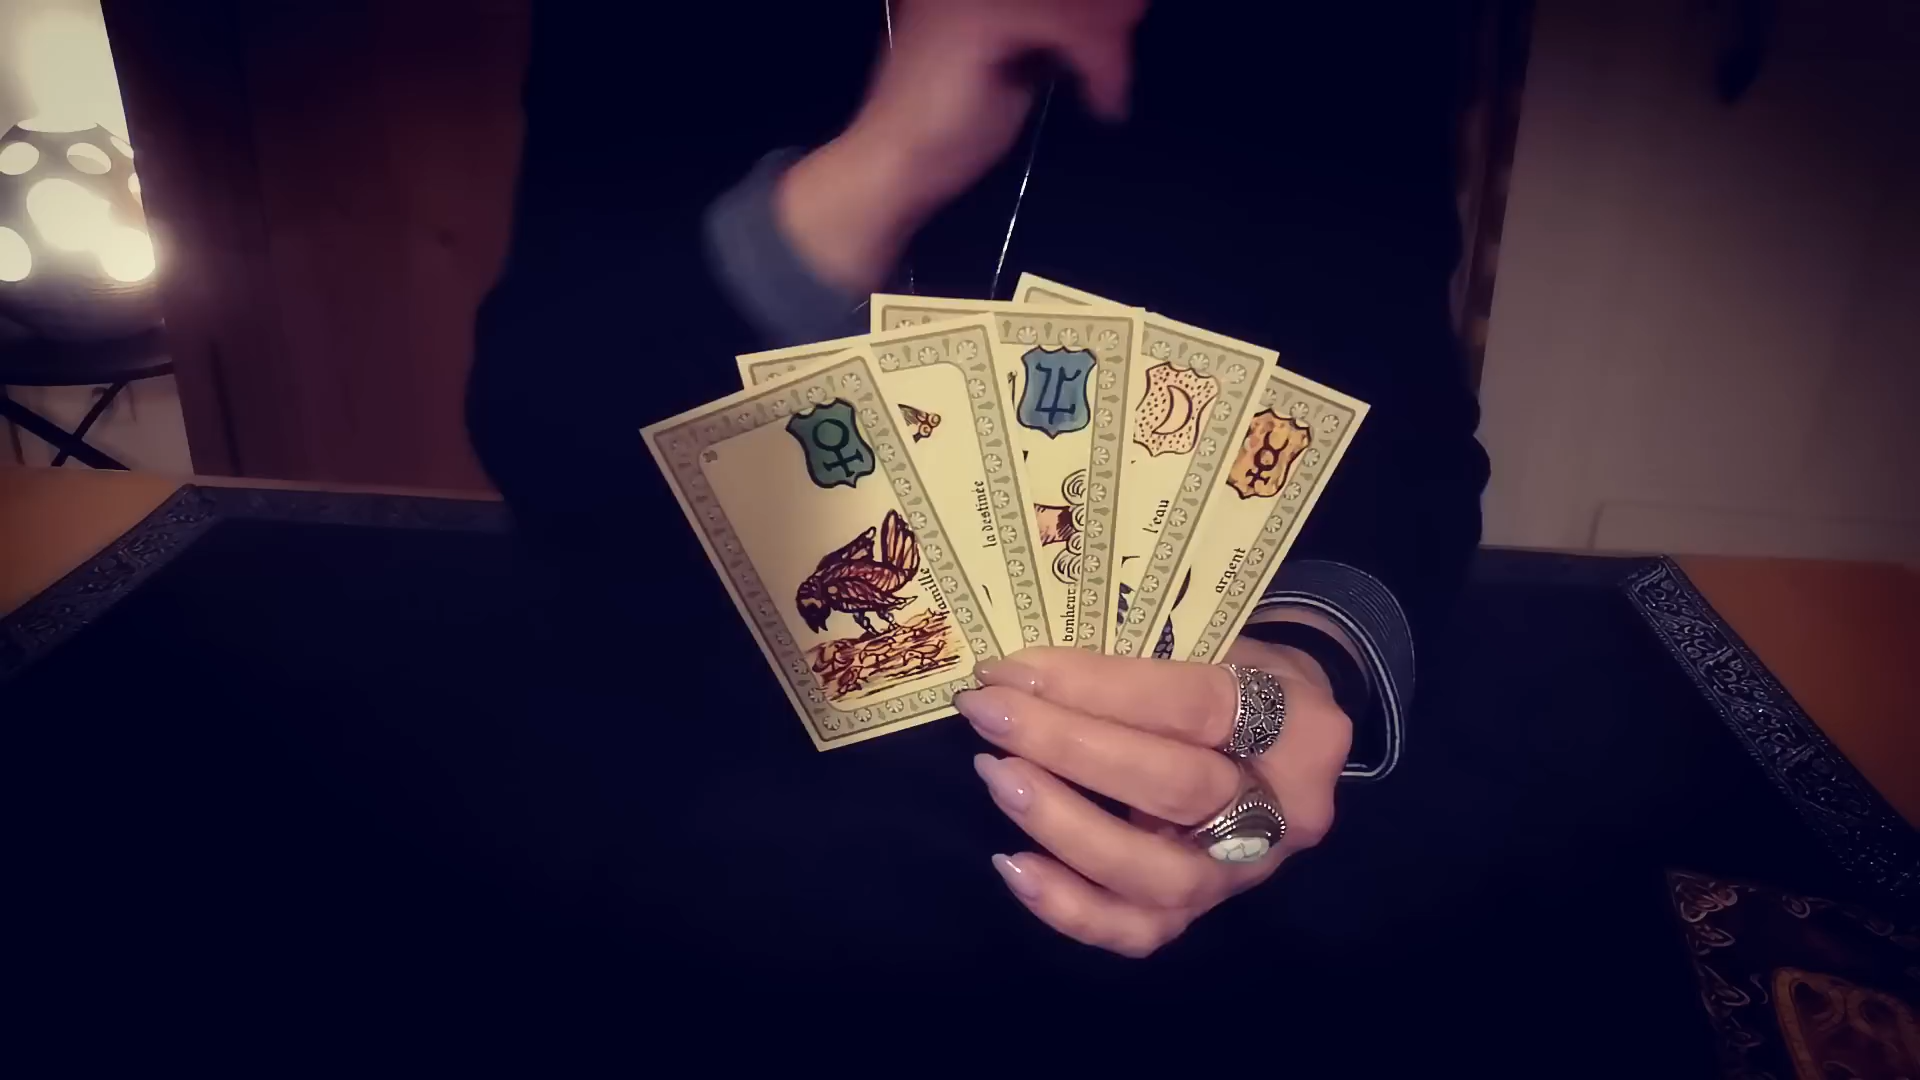 famille
la destinée
bonheur
l'eau
argent